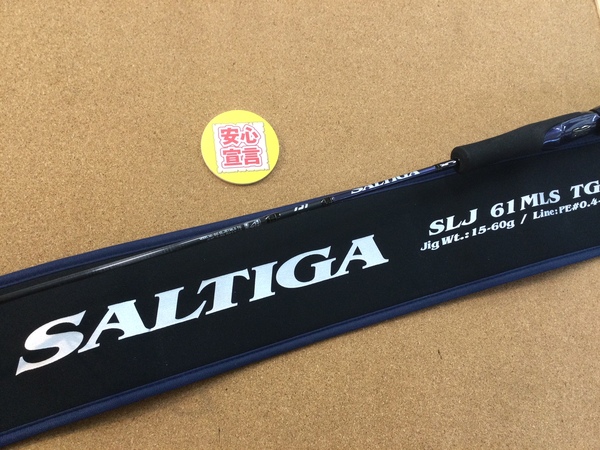 安心
宣言
SALTIGA
SLJ 61MLS TG
Jig Wt.: 15-60g / Line: PE#0.4-
SALTIGA